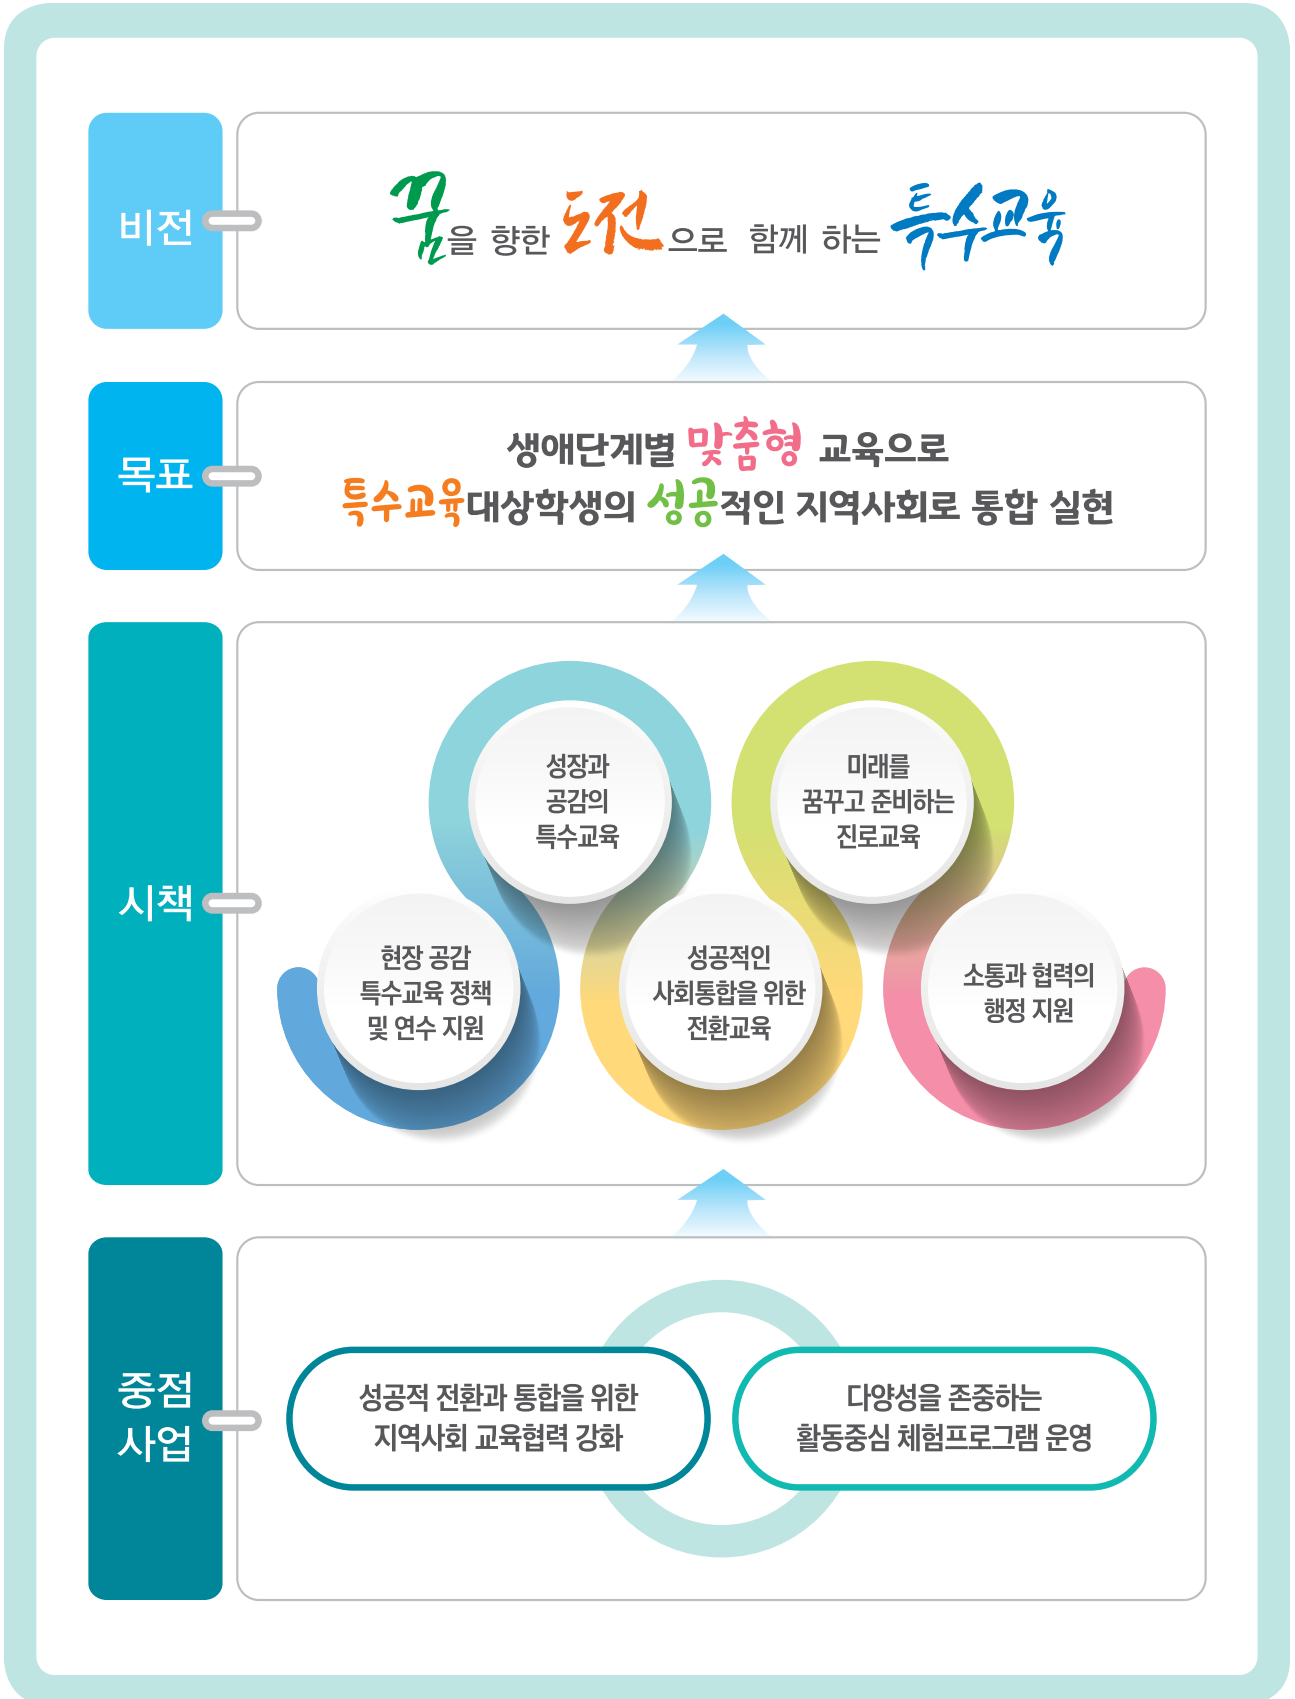 비전
꿈을 향한 도전으로 함께 하는 특수교육
목표
생애단계별 맞춤형 교육으로
특수교육대상학생의 성공적인 지역사회로 통합 실현
시책
성장과
공감의
특수교육
미래를
꿈꾸고 준비하는
진로교육
현장 공감
특수교육 정책
및 연수 지원
성공적인
사회통합을 위한
전환교육
소통과 협력의
행정 지원
중점
사업
성공적 전환과 통합을 위한
지역사회 교육협력 강화
다양성을 존중하는
활동중심 체험프로그램 운영